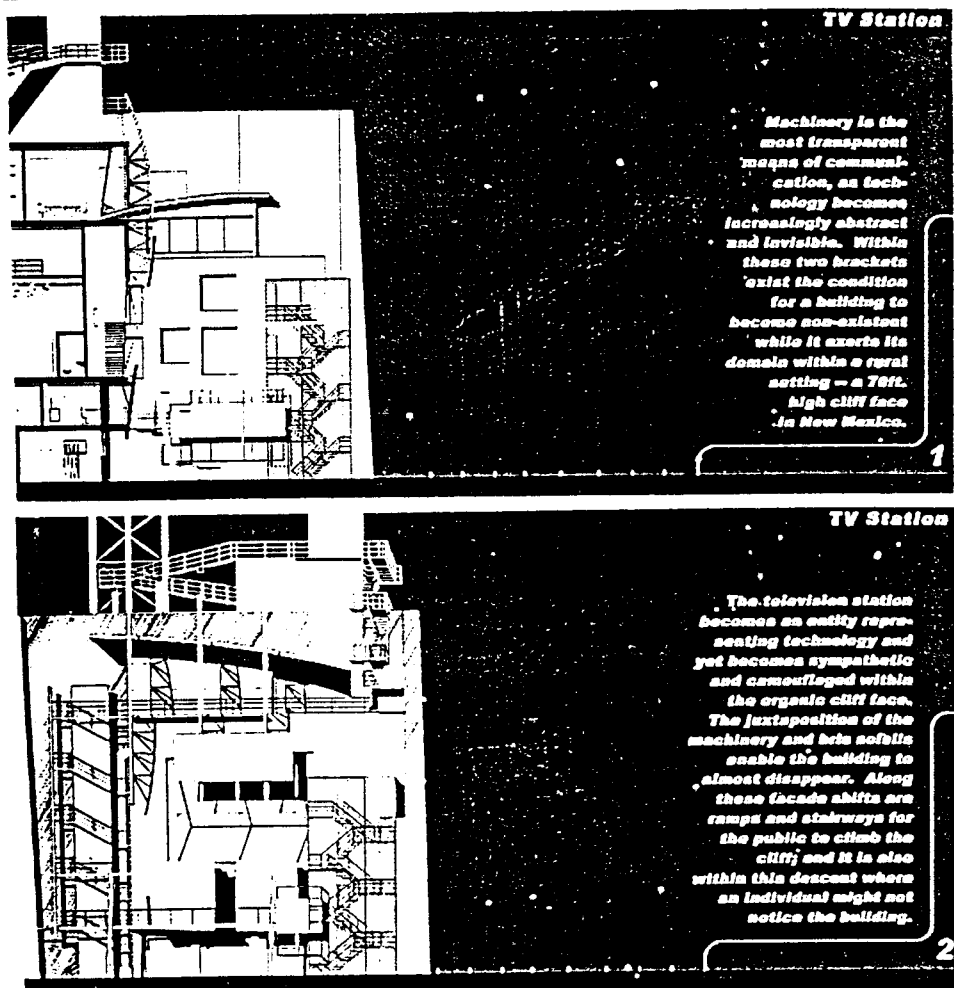 TV Station
Machinery is the
most transparent
means of communi-
cation, as tech-
nology becomes
increasingly abstract
and invisible. Within
these two brackets
exist the condition
for a building to
become non-existent
while it exerts its
domain within a rural
setting — a 70ft.
high cliff face
in New Mexico.
1
TV Station
The television station
becomes an entity repre-
senting technology and
yet becomes sympathetic
and camouflaged within
the organic cliff face.
The juxtaposition of the
machinery and bris soleils
enable the building to
almost disappear. Along
these facade shifts are
ramps and stairways for
the public to climb the
cliff; and it is also
within this descent where
an individual might not
notice the building.
2